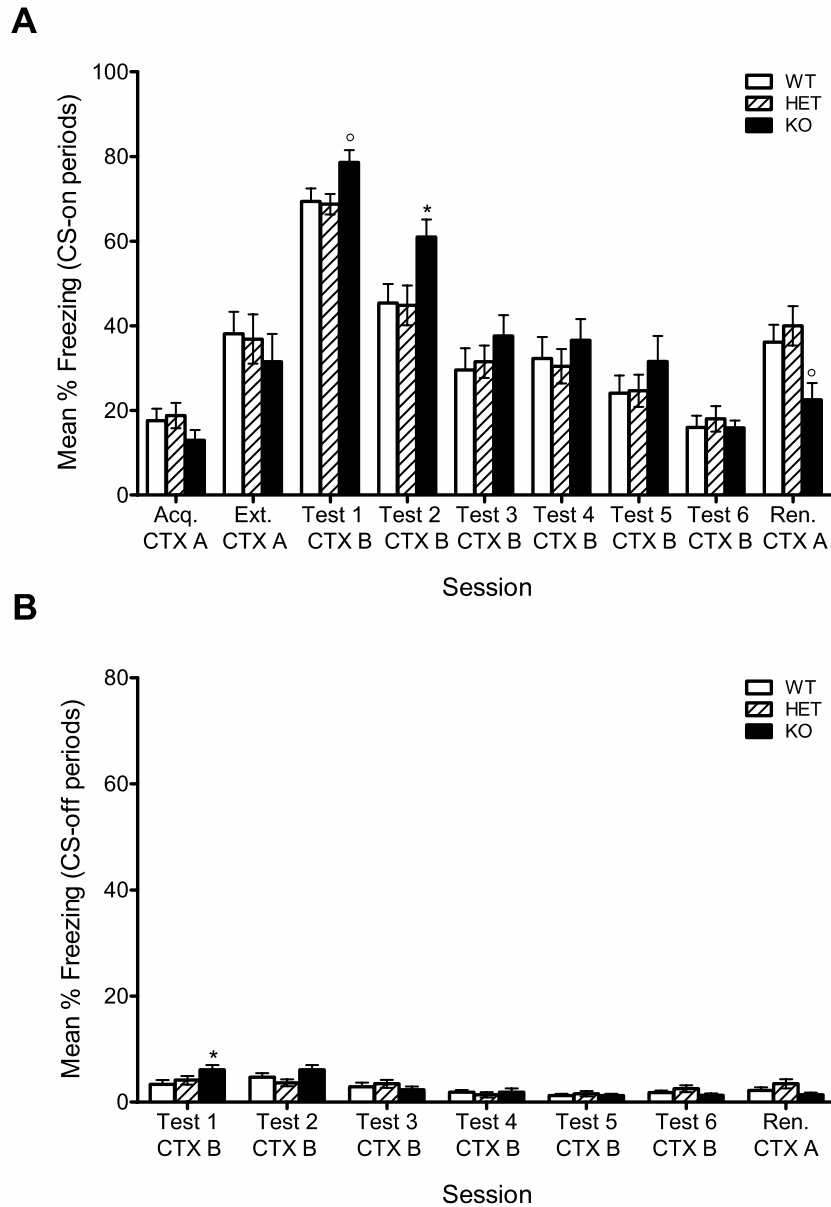 A
Mean % Freezing (CS-on periods)
100
80
60
40
20
0
WT
HET
KO
○
*
○
Acq. Ext. Test 1 Test 2 Test 3 Test 4 Test 5 Test 6 Ren.
CTX A CTX A CTX B CTX B CTX B CTX B CTX B CTX B CTX A
Session
B
Mean % Freezing (CS-off periods)
80
60
40
20
0
WT
HET
KO
*
Test 1 Test 2 Test 3 Test 4 Test 5 Test 6 Ren.
CTX B CTX B CTX B CTX B CTX B CTX B CTX A
Session